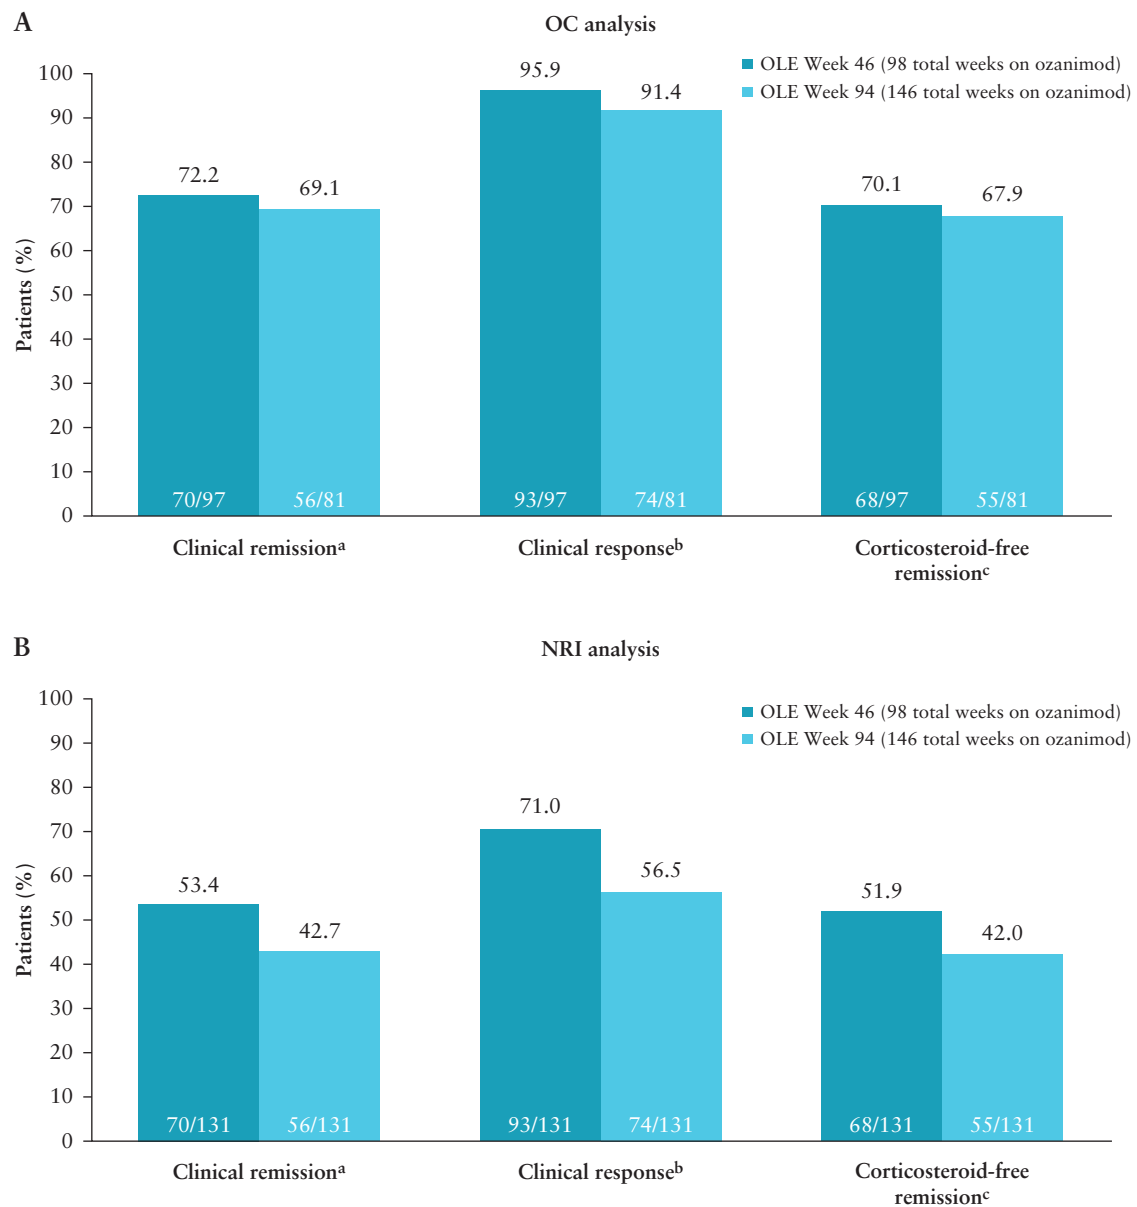 A
OC analysis
OLE Week 46 (98 total weeks on ozanimod)
OLE Week 94 (146 total weeks on ozanimod)
Patients (%)
100
90
80
70
60
50
40
30
20
10
0
72.2
69.1
95.9
91.4
70.1
67.9
70/97
56/81
93/97
74/81
68/97
55/81
Clinical remissionᵃ
Clinical responseᵇ
Corticosteroid-free
remissionᶜ
B
NRI analysis
OLE Week 46 (98 total weeks on ozanimod)
OLE Week 94 (146 total weeks on ozanimod)
Patients (%)
100
90
80
70
60
50
40
30
20
10
0
53.4
42.7
71.0
56.5
51.9
42.0
70/131
56/131
93/131
74/131
68/131
55/131
Clinical remissionᵃ
Clinical responseᵇ
Corticosteroid-free
remissionᶜ